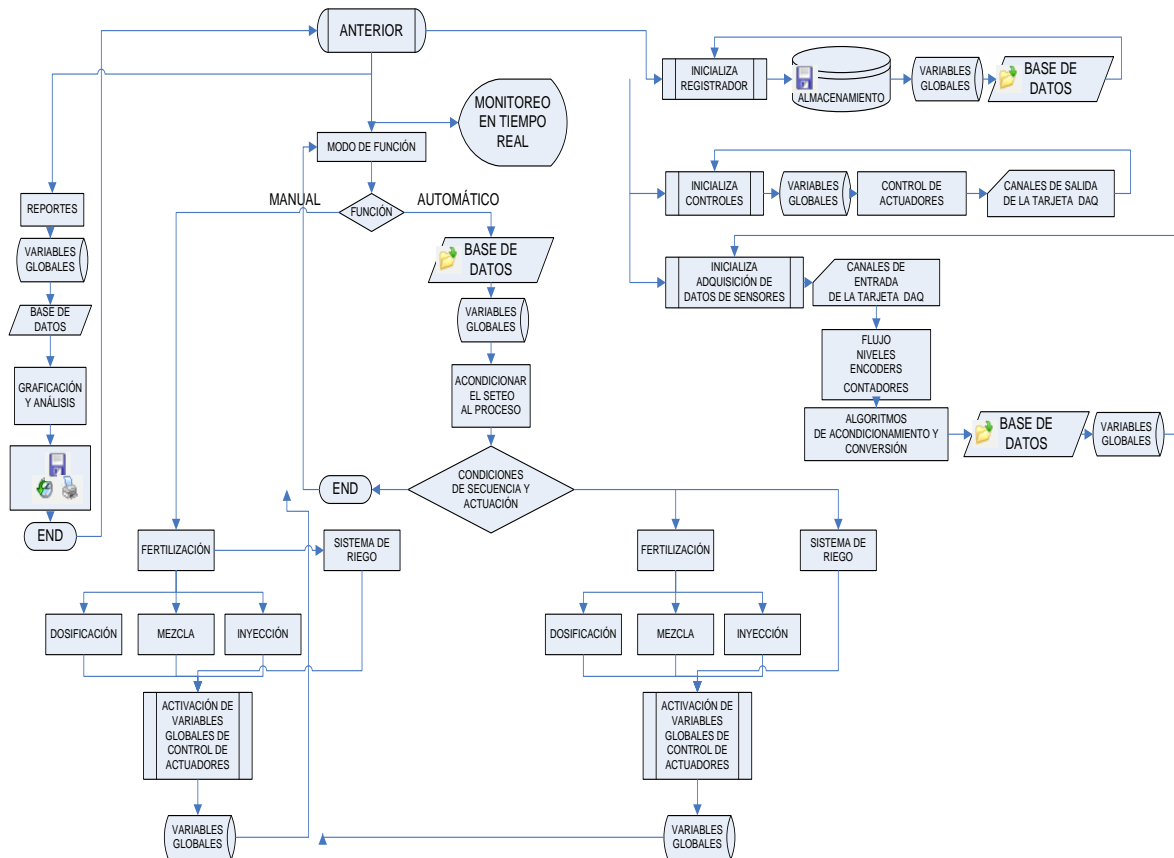 ANTERIOR
INICIALIZA
REGISTRADOR
ALMACENAMIENTO
VARIABLES
GLOBALES
BASE DE
DATOS
MONITOREO
EN TIEMPO
REAL
MODO DE FUNCIÓN
MANUAL
FUNCIÓN
AUTOMÁTICO
INICIALIZA
CONTROLES
VARIABLES
GLOBALES
CONTROL DE
ACTUADORES
CANALES DE SALIDA
DE LA TARJETA DAQ
REPORTES
VARIABLES
GLOBALES
BASE DE
DATOS
GRAFICACIÓN
Y ANÁLISIS
END
BASE DE
DATOS
VARIABLES
GLOBALES
ACONDICIONAR
EL SETEO
AL PROCESO
CONDICIONES
DE SECUENCIA Y
ACTUACIÓN
END
INICIALIZA
ADQUISICIÓN DE
DATOS DE SENSORES
CANALES DE
ENTRADA
DE LA TARJETA DAQ
FLUJO
NIVELES
ENCODERS
CONTADORES
ALGORITMOS
DE ACONDICIONAMIENTO Y
CONVERSIÓN
BASE DE
DATOS
VARIABLES
GLOBALES
FERTILIZACIÓN
SISTEMA DE
RIEGO
DOSIFICACIÓN
MEZCLA
INYECCIÓN
ACTIVACIÓN DE
VARIABLES
GLOBALES DE
CONTROL DE
ACTUADORES
VARIABLES
GLOBALES
FERTILIZACIÓN
SISTEMA DE
RIEGO
DOSIFICACIÓN
MEZCLA
INYECCIÓN
ACTIVACIÓN DE
VARIABLES
GLOBALES DE
CONTROL DE
ACTUADORES
VARIABLES
GLOBALES